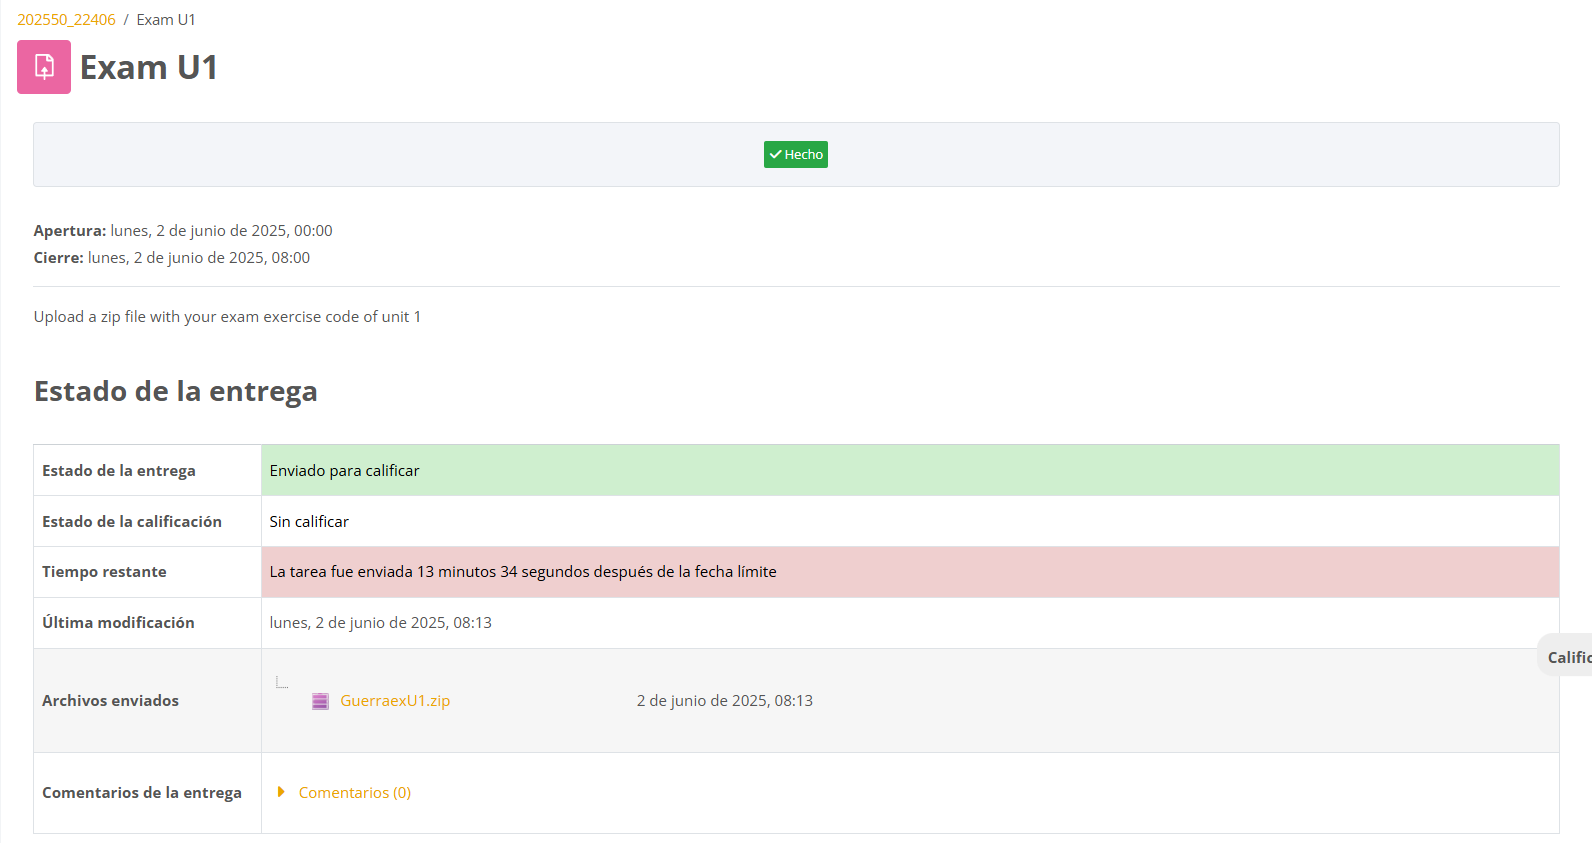 202550_22406 / Exam U1
Exam U1
Hecho
Apertura: lunes, 2 de junio de 2025, 00:00
Cierre: lunes, 2 de junio de 2025, 08:00
Upload a zip file with your exam exercise code of unit 1
Estado de la entrega
Estado de la entrega Enviado para calificar
Estado de la calificación Sin calificar
Tiempo restante La tarea fue enviada 13 minutos 34 segundos después de la fecha límite
Última modificación lunes, 2 de junio de 2025, 08:13
Calific
Archivos enviados GuerraexU1.zip 2 de junio de 2025, 08:13
Comentarios de la entrega Comentarios (0)